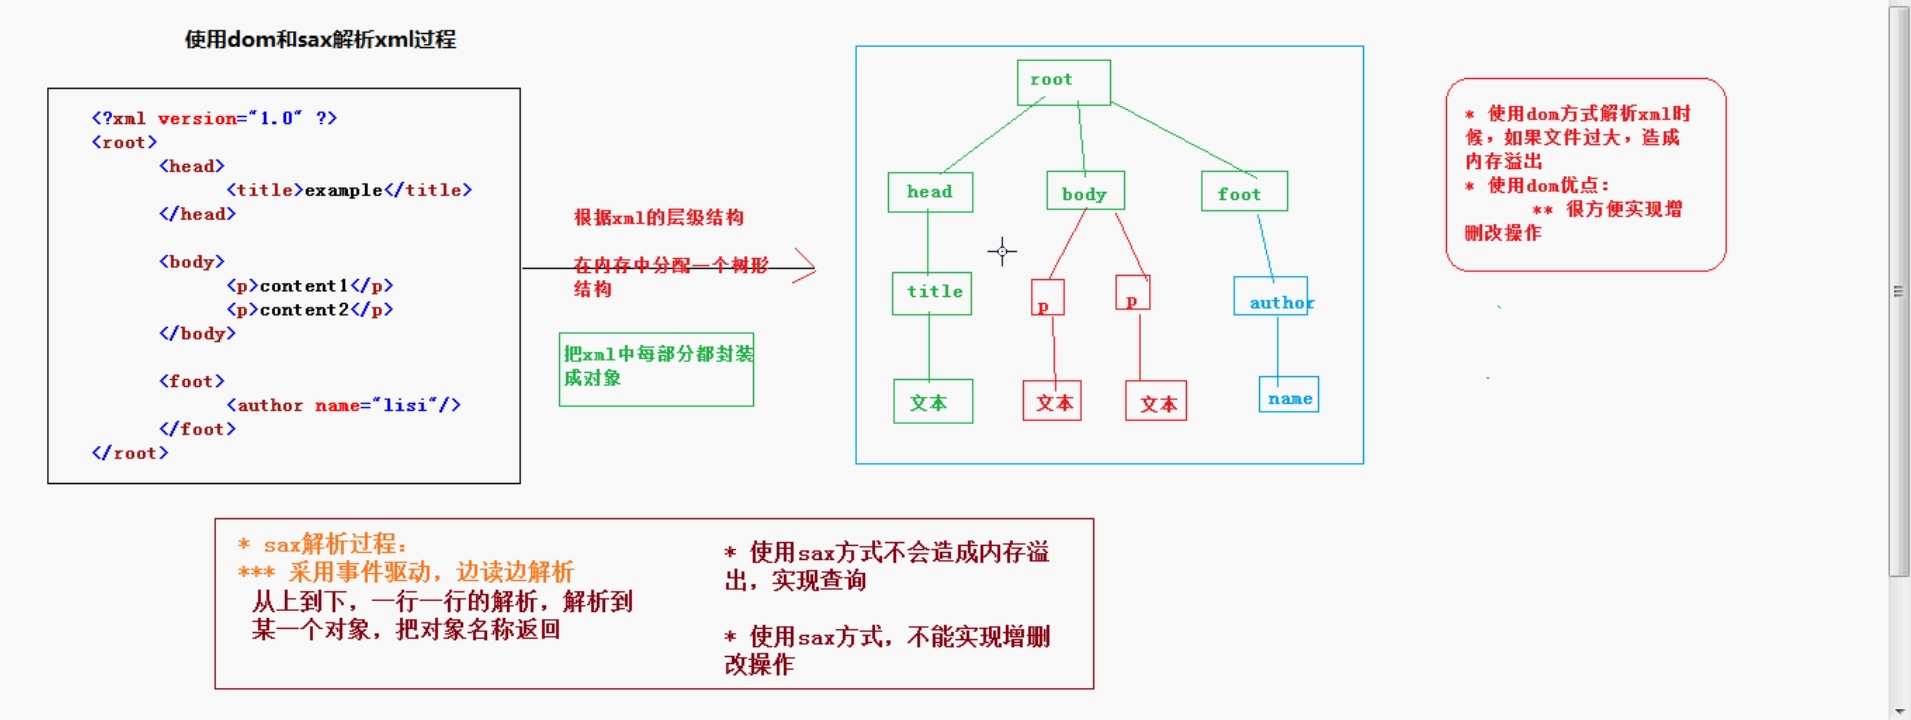 使用dom和sax解析xml过程
<?xml version="1.0" ?>
<root>
<head>
<title>example</title>
</head>
<body>
<p>content1</p>
<p>content2</p>
</body>
<foot>
<author name="lisi"/>
</foot>
</root>
根据xml的层级结构
在内存中分配一个树形
结构
把xml中每部分都封装
成对象
root
head
body
foot
title
p
p
author
文本
文本
文本
name
* 使用dom方式解析xml时
候，如果文件过大，造成
内存溢出
* 使用dom优点：
** 很方便实现增
删改操作
* sax解析过程：
*** 采用事件驱动，边读边解析
从上到下，一行一行的解析，解析到
某一个对象，把对象名称返回
* 使用sax方式不会造成内存溢
出，实现查询
* 使用sax方式，不能实现增删
改操作